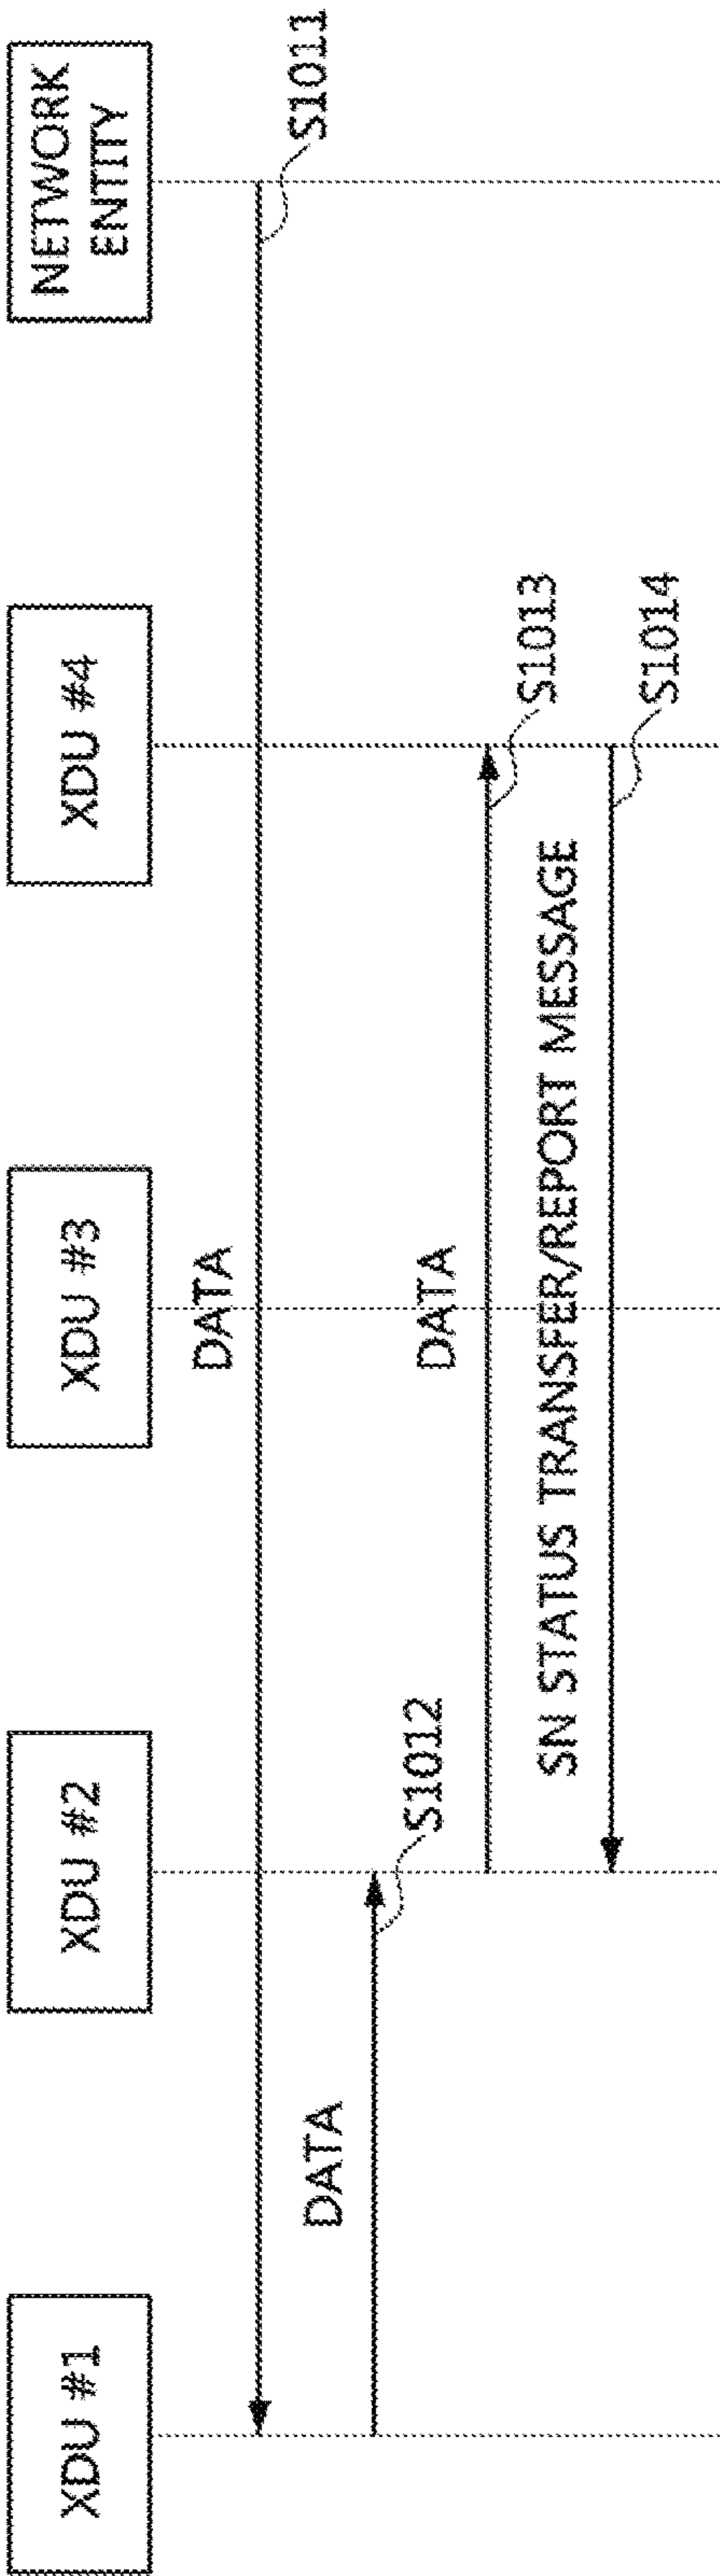 XDU #1
XDU #2
XDU #3
XDU #4
NETWORK
ENTITY
DATA
S1011
DATA
S1012
DATA
S1013
SN STATUS TRANSFER/REPORT MESSAGE
S1014